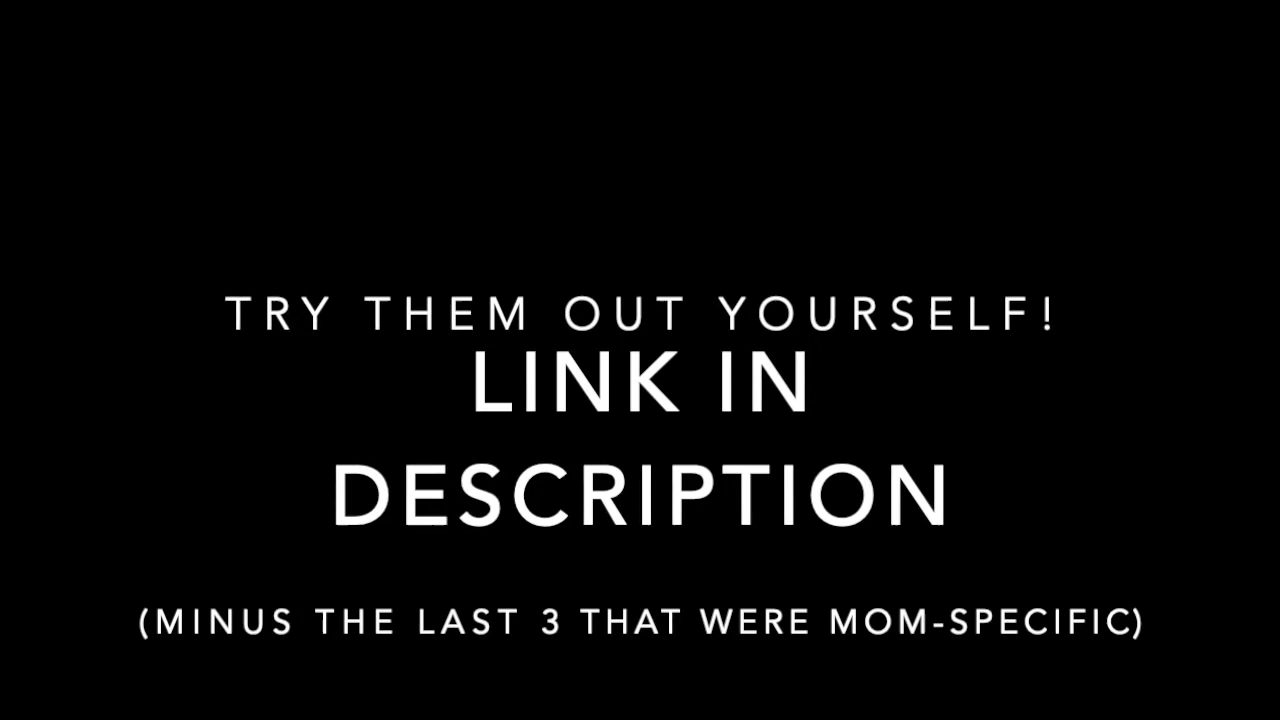 TRY THEM OUT YOURSELF!
LINK IN
DESCRIPTION
(MINUS THE LAST 3 THAT WERE MOM-SPECIFIC)